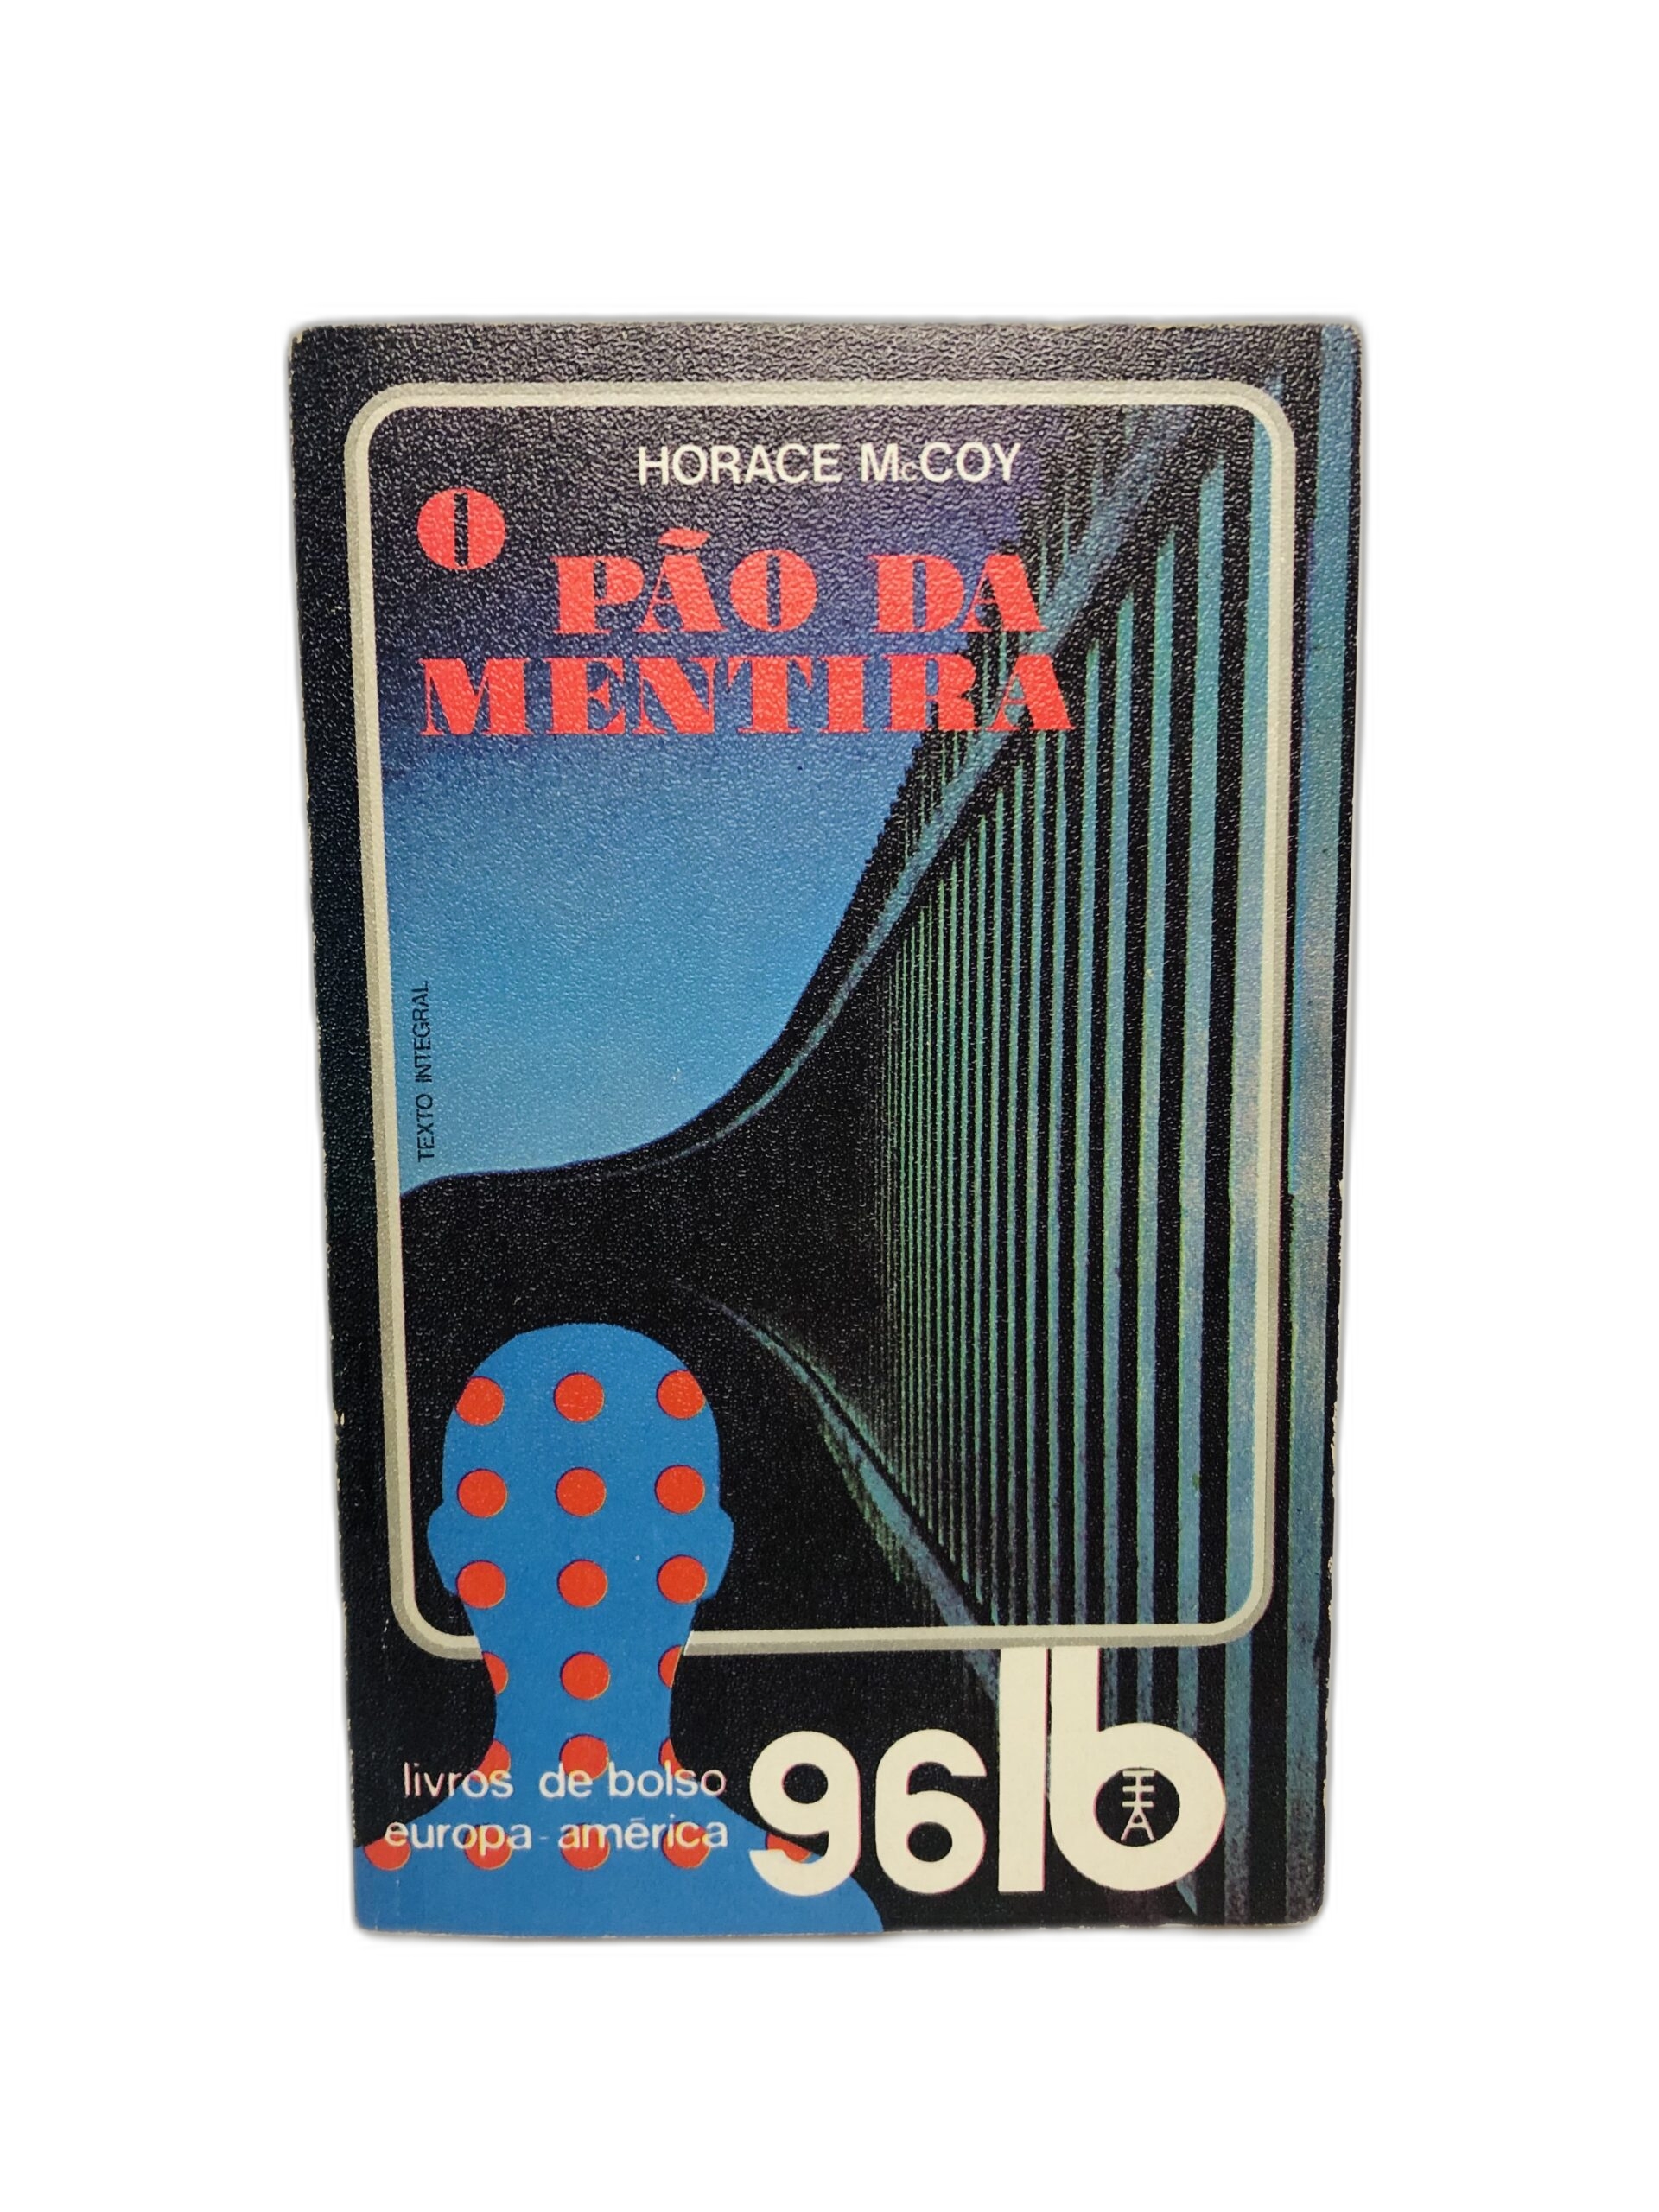 HORACE McCOY
O
PÃO DA
MENTIRA
TEXTO INTEGRAL
livros de bolso
europa-américa
96 lb